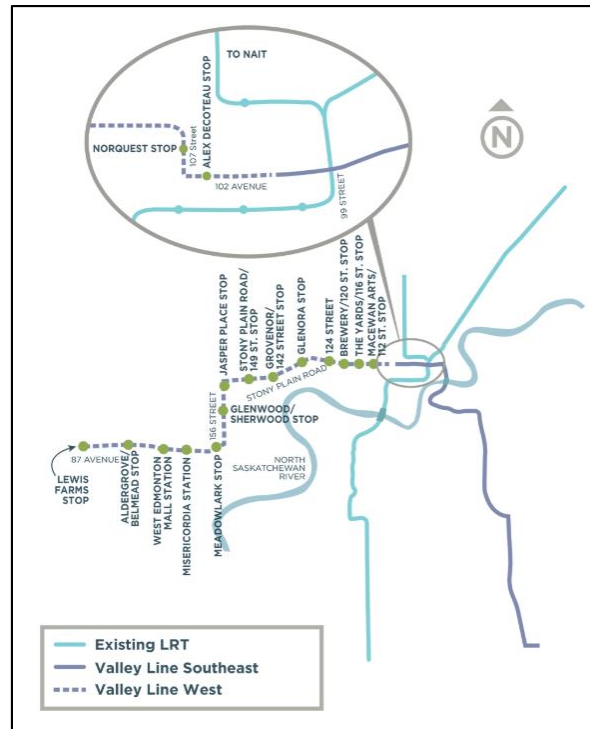 TO NAIT
ALEX DECOTEAU STOP
NORQUEST STOP
107 Street
102 AVENUE
99 STREET
N
JASPER PLACE STOP
STONY PLAIN ROAD/
149 ST. STOP
GROVENOR/
142 STREET STOP
GLENORA STOP
124 STREET
BREWERY/120 ST. STOP
THE YARDS/116 ST. STOP
MACEWAN ARTS/
112 ST. STOP
STONY PLAIN ROAD
156 STREET
GLENWOOD/
SHERWOOD STOP
87 AVENUE
LEWIS
FARMS
STOP
ALDERGROVE/
BELMEAD STOP
WEST EDMONTON
MALL STATION
MISERICORDIA STATION
MEADOWLARK STOP
NORTH
SASKATCHEWAN
RIVER
Existing LRT
Valley Line Southeast
Valley Line West